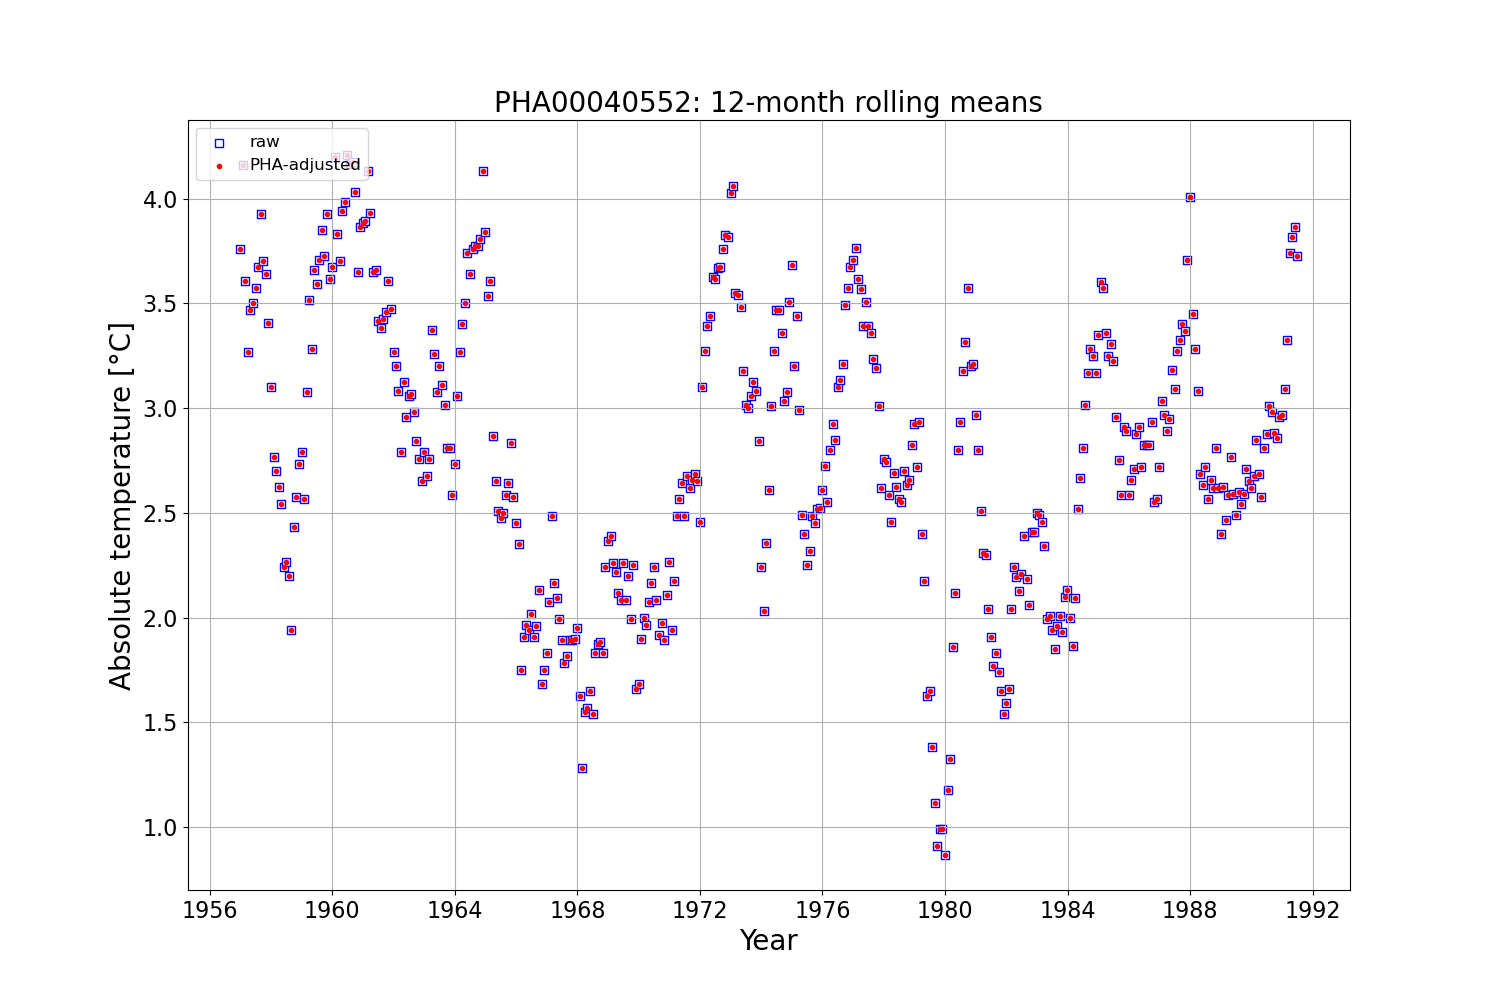 PHA00040552: 12-month rolling means
raw
PHA-adjusted
4.0
3.5
3.0
2.5
2.0
1.5
1.0
Absolute temperature [°C]
1956 1960 1964 1968 1972 1976 1980 1984 1988 1992
Year